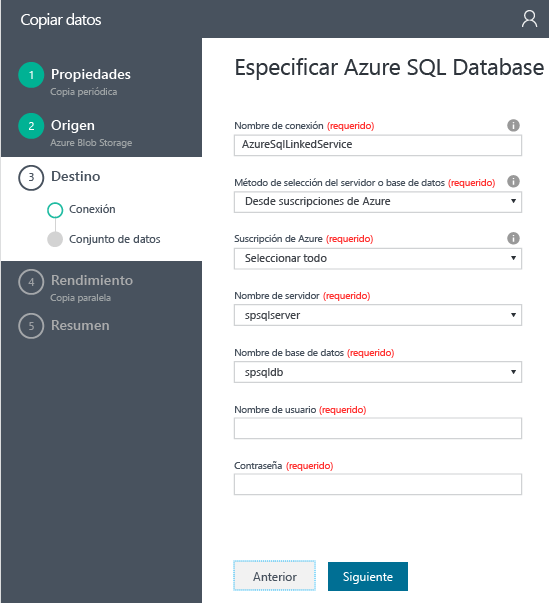 Copiar datos
1 Propiedades
Copia periódica
2 Origen
Azure Blob Storage
3 Destino
Conexión
Conjunto de datos
4 Rendimiento
Copia paralela
5 Resumen
Especificar Azure SQL Database
Nombre de conexión (requerido)
AzureSqlLinkedService
Método de selección del servidor o base de datos (requerido)
Desde suscripciones de Azure
Suscripción de Azure (requerido)
Seleccionar todo
Nombre de servidor (requerido)
spsqlserver
Nombre de base de datos (requerido)
spsqldb
Nombre de usuario (requerido)
Contraseña (requerido)
Anterior Siguiente